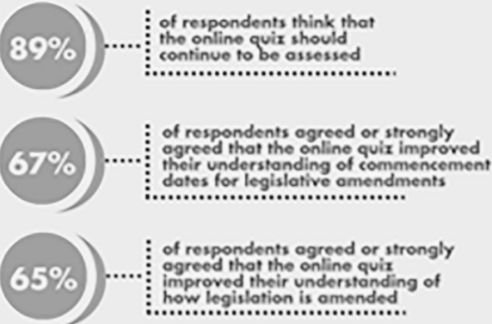 89%
of respondents think that
the online quiz should
continue to be assessed
67%
of respondents agreed or strongly
agreed that the online quiz improved
their understanding of commencement
dates for legislative amendments
65%
of respondents agreed or strongly
agreed that the online quiz
improved their understanding of
how legislation is amended